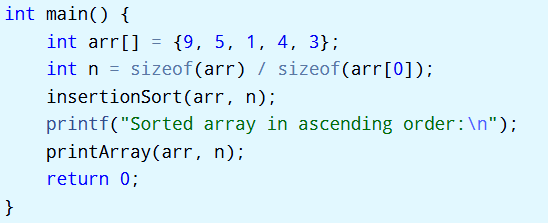 int main() {
    int arr[] = {9, 5, 1, 4, 3};
    int n = sizeof(arr) / sizeof(arr[0]);
    insertionSort(arr, n);
    printf("Sorted array in ascending order:\n");
    printArray(arr, n);
    return 0;
}